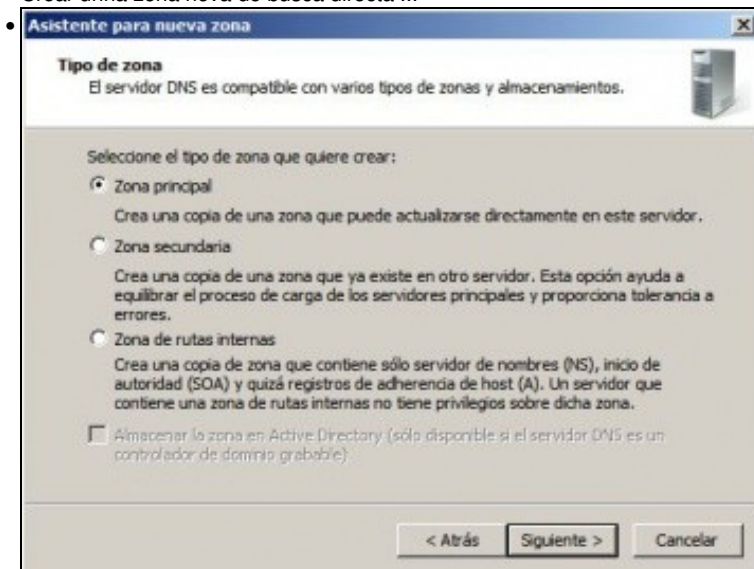 Crear unha zona nova de busca directa ...
Asistente para nueva zona
Tipo de zona
El servidor DNS es compatible con varios tipos de zonas y almacenamientos.
Seleccione el tipo de zona que quiere crear:
Zona principal
Crea una copia de una zona que puede actualizarse directamente en este servidor.
Zona secundaria
Crea una copia de una zona que ya existe en otro servidor. Esta opción ayuda a
equilibrar el proceso de carga de los servidores principales y proporciona tolerancia a
errores.
Zona de rutas internas
Crea una copia de zona que contiene sólo servidor de nombres (NS), inicio de
autoridad (SOA) y quizá registros de adherencia de host (A). Un servidor que
contiene una zona de rutas internas no tiene privilegios sobre dicha zona.
Almacenar la zona en Active Directory (sólo disponible si el servidor DNS es un
controlador de dominio grabable)
< Atrás Siguiente > Cancelar